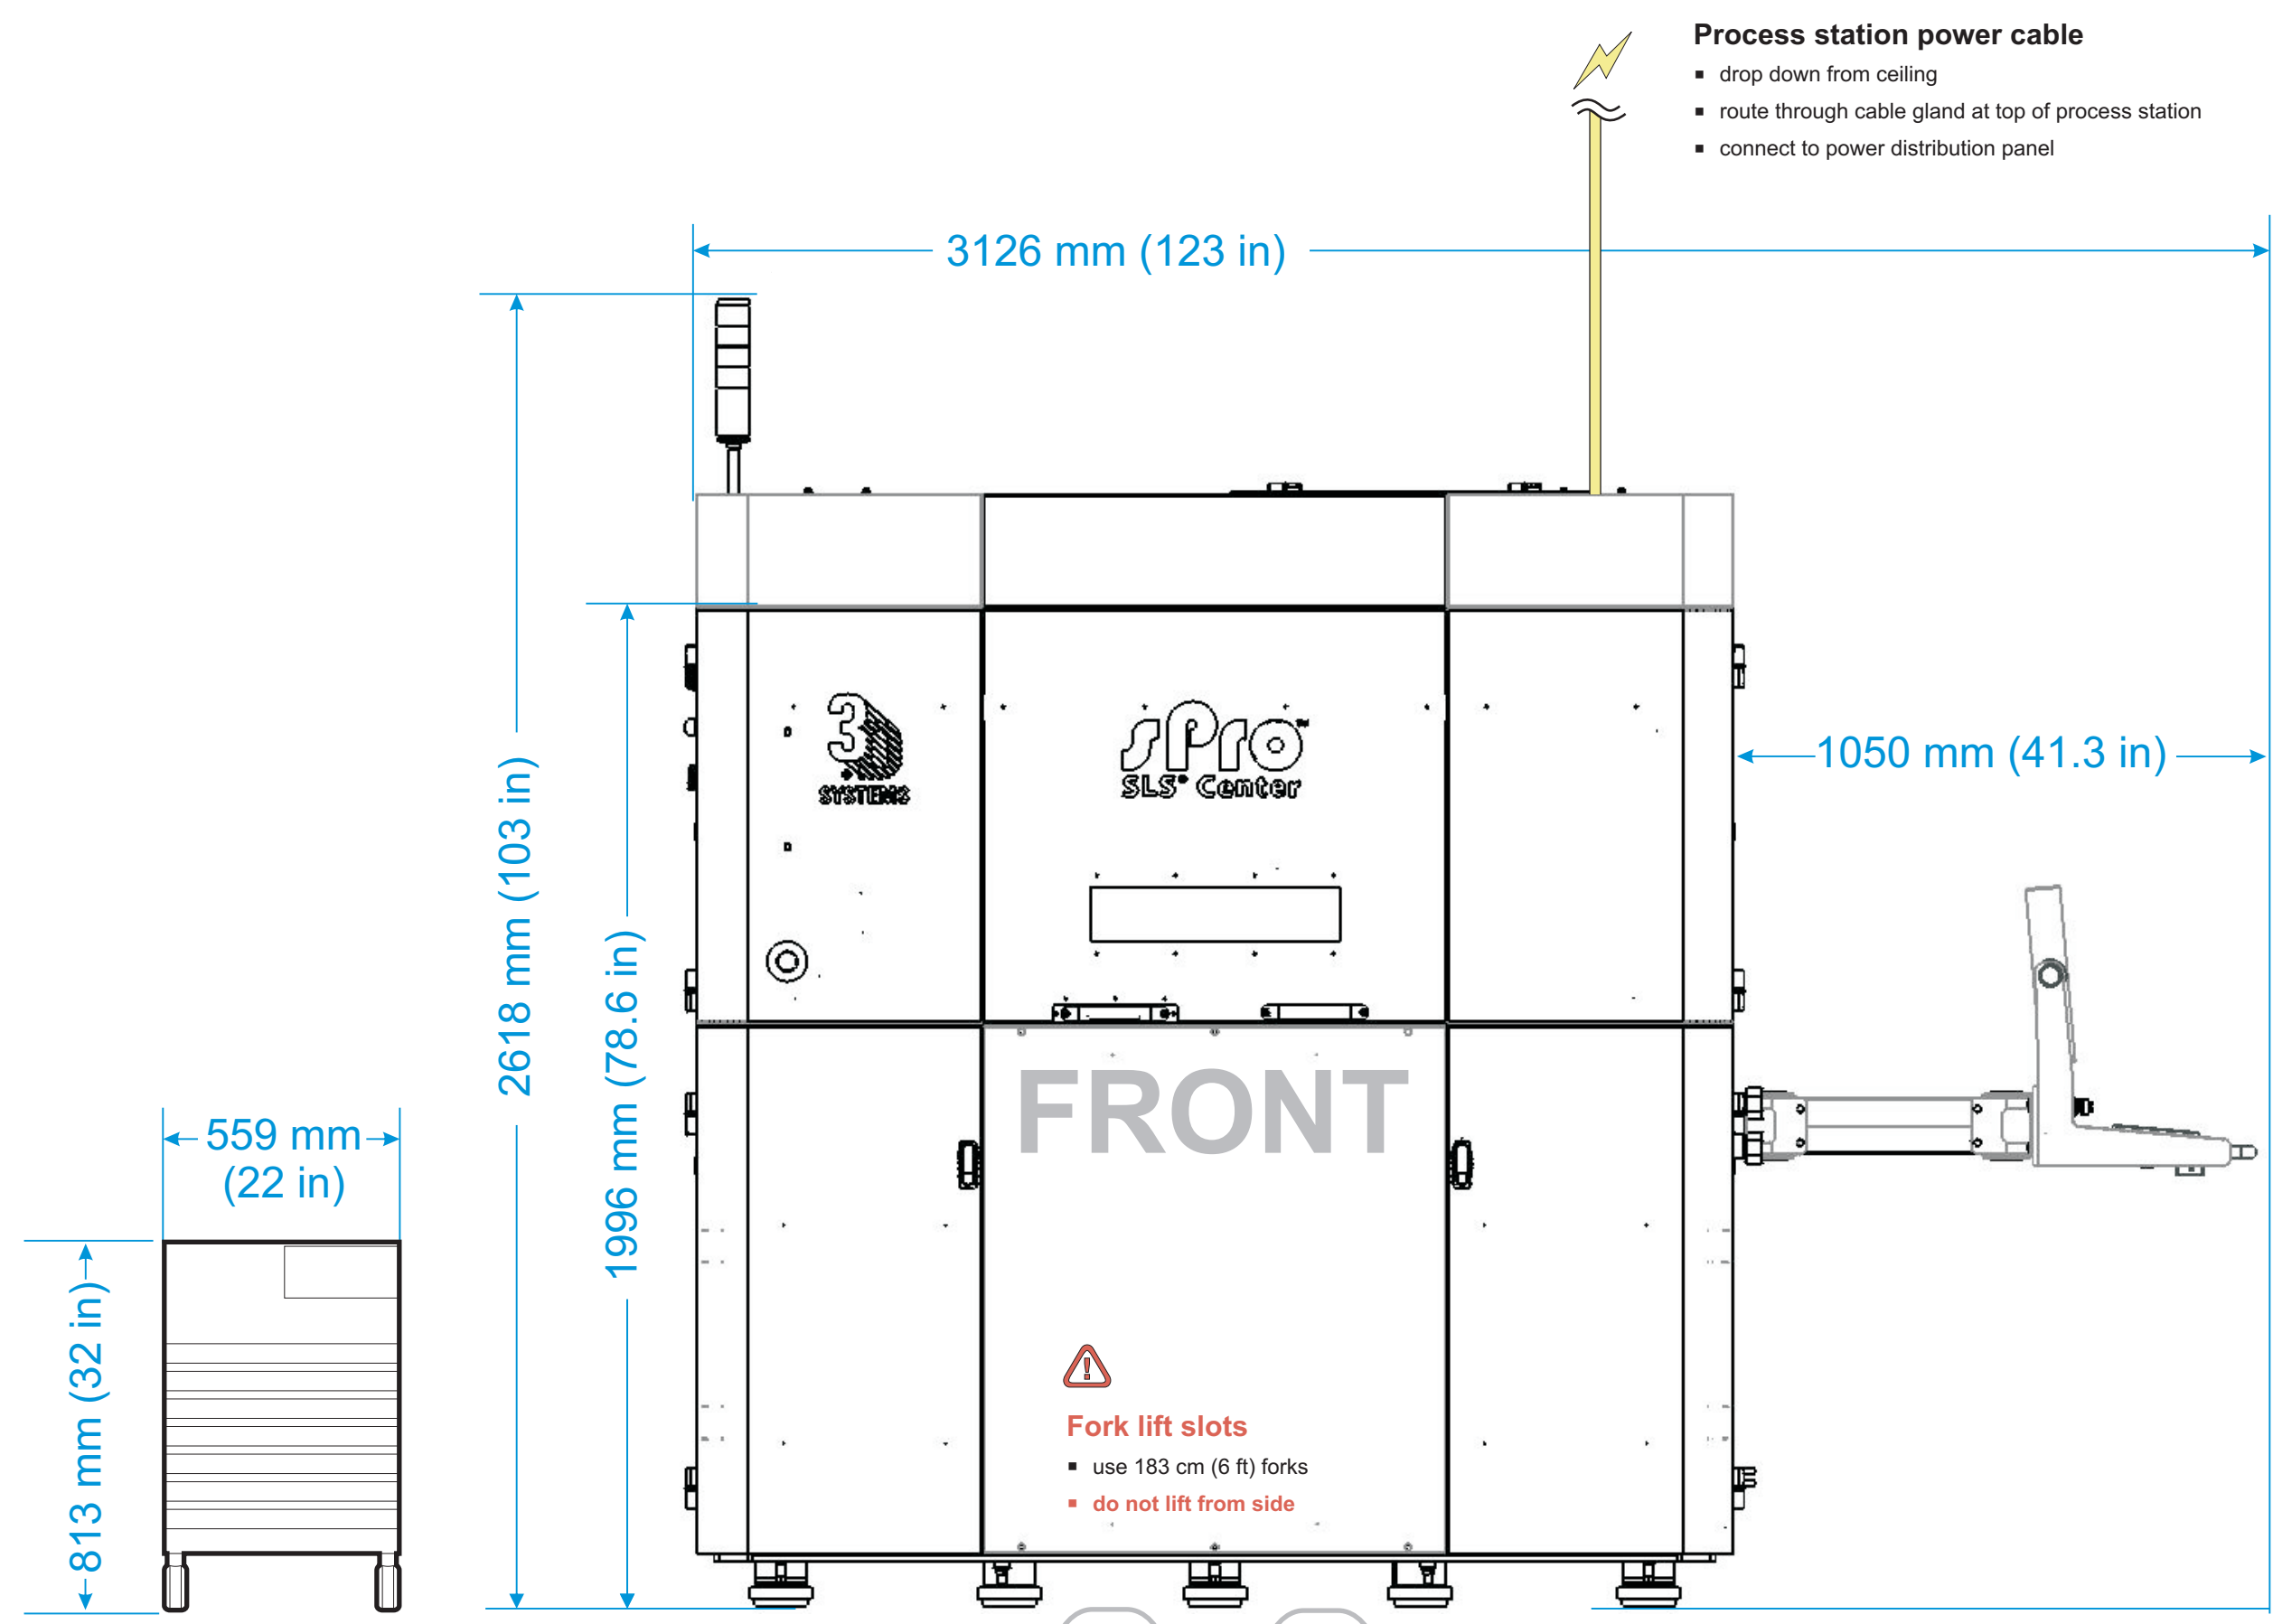 Process station power cable
▪ drop down from ceiling
▪ route through cable gland at top of process station
▪ connect to power distribution panel
3126 mm (123 in)
2618 mm (103 in)
1996 mm (78.6 in)
3D
SYSTEMS
sPro™
SLS® Center
1050 mm (41.3 in)
FRONT
559 mm
(22 in)
813 mm (32 in)
Fork lift slots
▪ use 183 cm (6 ft) forks
▪ do not lift from side